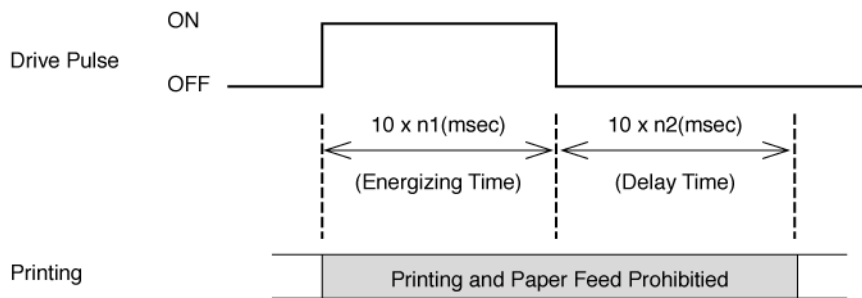 ON
Drive Pulse
OFF
10 x n1(msec) 10 x n2(msec)
(Energizing Time) (Delay Time)
Printing Printing and Paper Feed Prohibitied